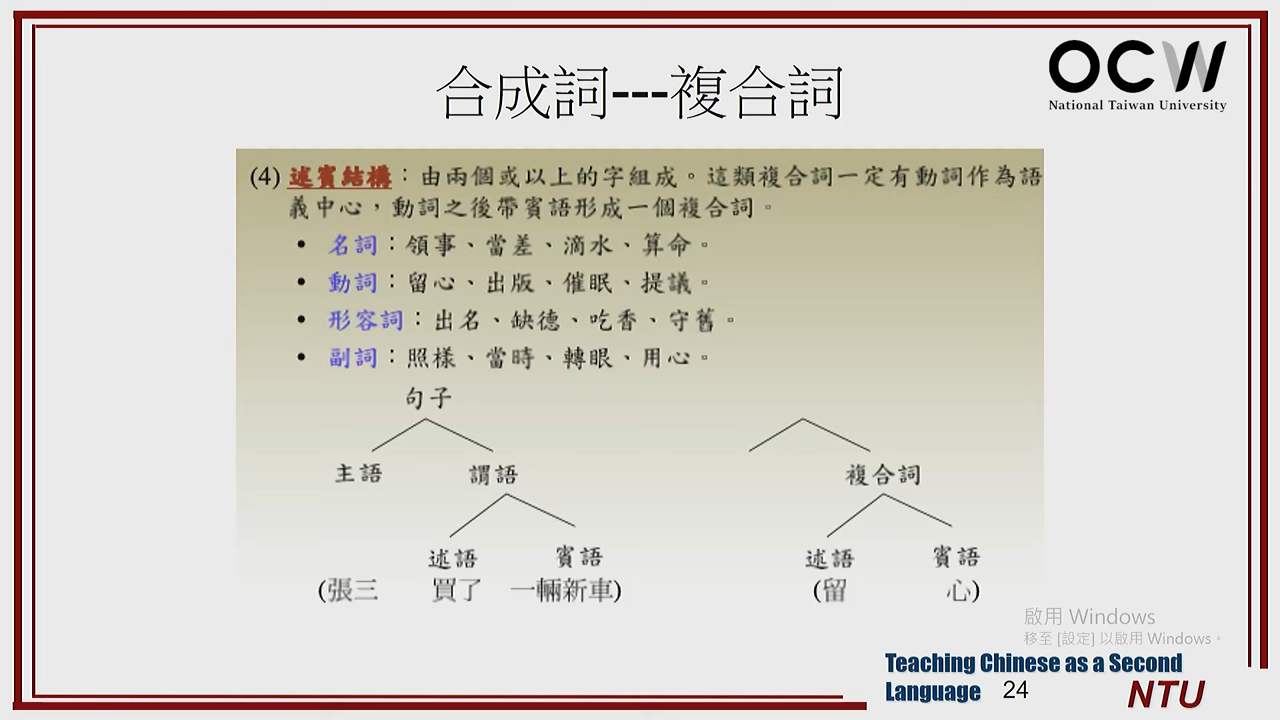 OCW
National Taiwan University
合成詞---複合詞
(4) 述賓結構：由兩個或以上的字組成。這類複合詞一定有動詞作為語
義中心，動詞之後帶賓語形成一個複合詞。
• 名詞：領事、當差、滴水、算命。
• 動詞：留心、出版、催眠、提議。
• 形容詞：出名、缺德、吃香、守舊。
• 副詞：照樣、當時、轉眼、用心。
句子
主語 謂語 複合詞
述語 賓語 述語 賓語
(張三 買了 一輛新車) (留 心)
啟用 Windows
移至 [設定] 以啟用 Windows。
Teaching Chinese as a Second
Language 24 NTU